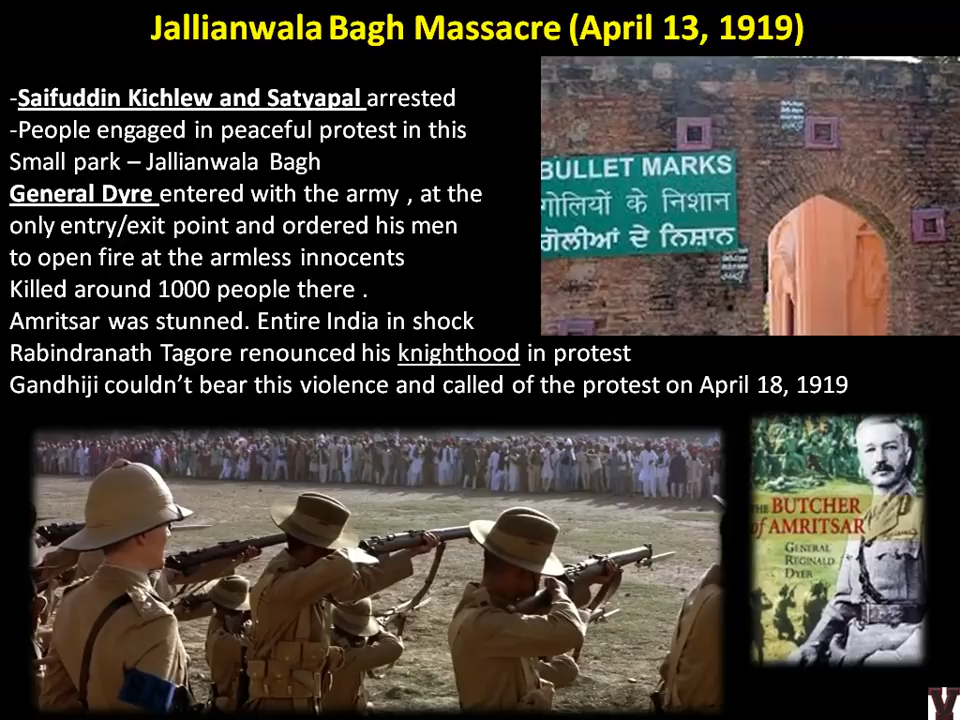 Jallianwala Bagh Massacre (April 13, 1919)
-Saifuddin Kichlew and Satyapal arrested
-People engaged in peaceful protest in this
Small park – Jallianwala Bagh
General Dyre entered with the army , at the
only entry/exit point and ordered his men
to open fire at the armless innocents
Killed around 1000 people there .
Amritsar was stunned. Entire India in shock
Rabindranath Tagore renounced his knighthood in protest
Gandhiji couldn't bear this violence and called of the protest on April 18, 1919
BULLET MARKS
गोलियों के निशान
ਗੋਲੀਆਂ ਦੇ ਨਿਸ਼ਾਨ
THE BUTCHER
of AMRITSAR
GENERAL
REGINALD
DYER
V